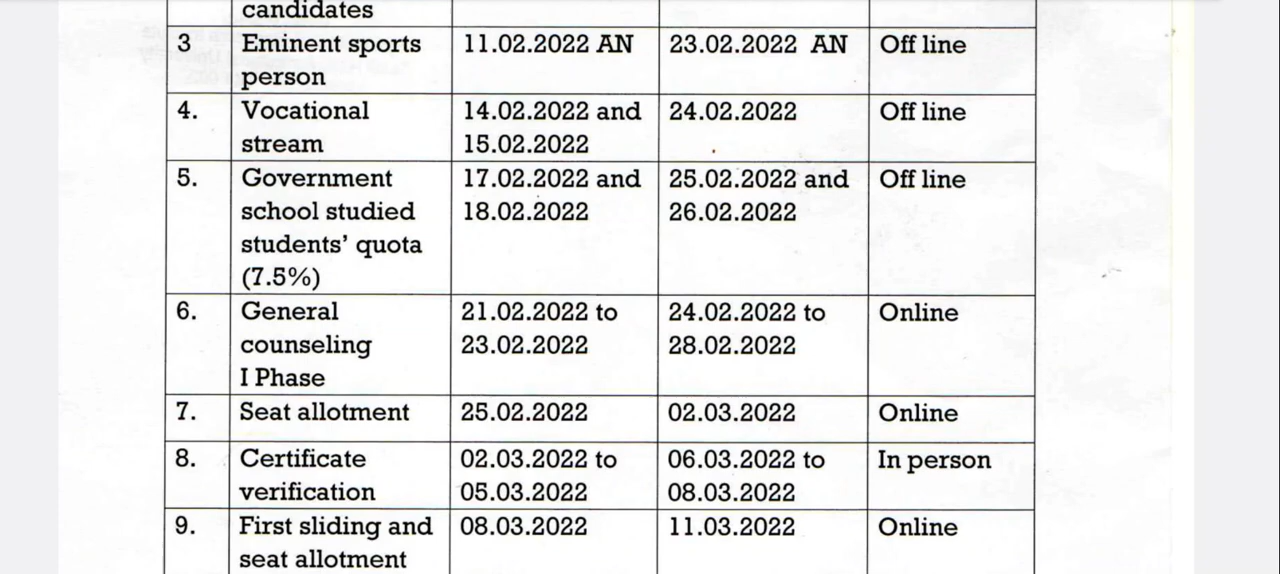 candidates
3 Eminent sports 11.02.2022 AN 23.02.2022 AN Off line
person
4. Vocational 14.02.2022 and 24.02.2022 Off line
stream 15.02.2022
5. Government 17.02.2022 and 25.02.2022 and Off line
school studied 18.02.2022 26.02.2022
students’ quota
(7.5%)
6. General 21.02.2022 to 24.02.2022 to Online
counseling 23.02.2022 28.02.2022
I Phase
7. Seat allotment 25.02.2022 02.03.2022 Online
8. Certificate 02.03.2022 to 06.03.2022 to In person
verification 05.03.2022 08.03.2022
9. First sliding and 08.03.2022 11.03.2022 Online
seat allotment